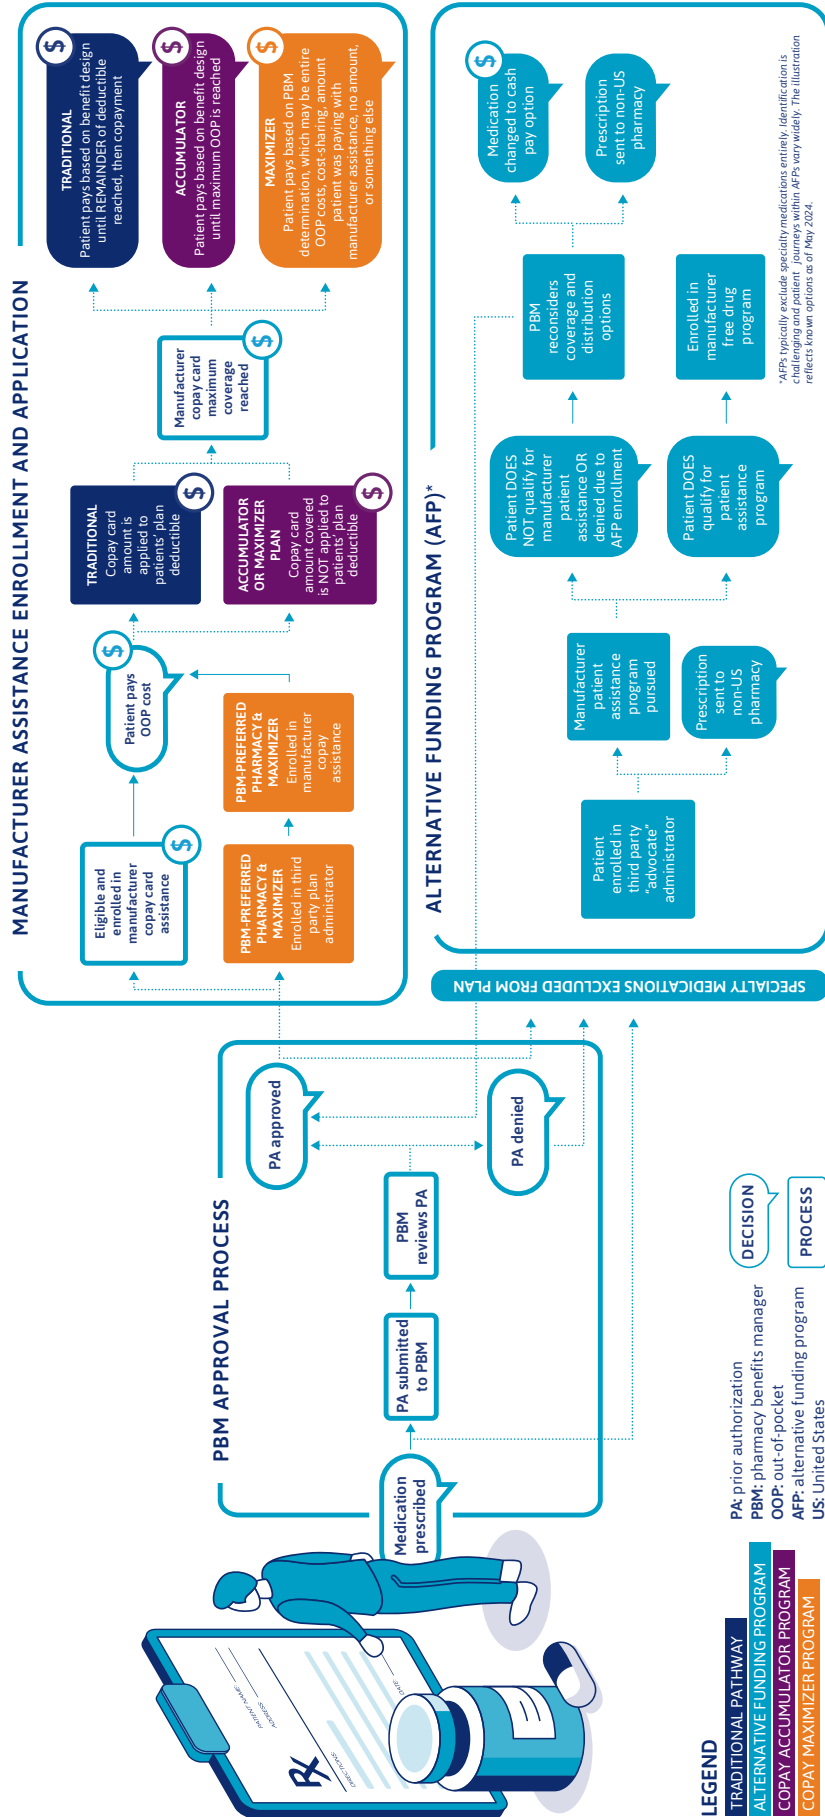 PATIENT NAME:
ADDRESS:
Rx
DIRECTIONS:
DATE:
PBM APPROVAL PROCESS
Medication
prescribed
PA submitted
to PBM
PBM
reviews PA
PA approved
PA denied
MANUFACTURER ASSISTANCE ENROLLMENT AND APPLICATION
Eligible and
enrolled in
manufacturer
copay card
assistance
$
PBM-PREFERRED
PHARMACY &
MAXIMIZER
Enrolled in third
party plan
administrator
PBM-PREFERRED
PHARMACY &
MAXIMIZER
Enrolled in
manufacturer
copay
assistance
Patient pays
OOP cost
$
TRADITIONAL
Copay card
amount is
applied to
patients' plan
deductible
$
ACCUMULATOR
OR MAXIMIZER
PLAN
Copay card
amount covered
is NOT applied to
patients' plan
deductible
$
Manufacturer
copay card
maximum
coverage
reached
$
TRADITIONAL
Patient pays based on benefit design
until REMAINDER of deductible
reached, then copayment
$
ACCUMULATOR
Patient pays based on benefit design
until maximum OOP is reached
$
MAXIMIZER
Patient pays based on PBM
determination, which may be entire
OOP costs, cost-sharing, amount
patient was paying with
manufacturer assistance, no amount,
or something else
$
SPECIALTY MEDICATIONS EXCLUDED FROM PLAN
ALTERNATIVE FUNDING PROGRAM (AFP)*
Patient
enrolled in
third party
"advocate"
administrator
Manufacturer
patient
assistance
program
pursued
Prescription
sent to
non-US
pharmacy
Patient DOES
NOT qualify for
manufacturer
patient
assistance OR
denied due to
AFP enrollment
Patient DOES
qualify for
patient
assistance
program
PBM
reconsiders
coverage and
distribution
options
Enrolled in
manufacturer
free drug
program
Medication
changed to cash
pay option
$
Prescription
sent to non-US
pharmacy
*AFPs typically exclude specialty medications entirely. Identification is
challenging and patient journeys within AFPs vary widely. The illustration
reflects known options as of May 2024.
LEGEND
TRADITIONAL PATHWAY
ALTERNATIVE FUNDING PROGRAM
COPAY ACCUMULATOR PROGRAM
COPAY MAXIMIZER PROGRAM
PA: prior authorization
PBM: pharmacy benefits manager
OOP: out-of-pocket
AFP: alternative funding program
US: United States
DECISION
PROCESS